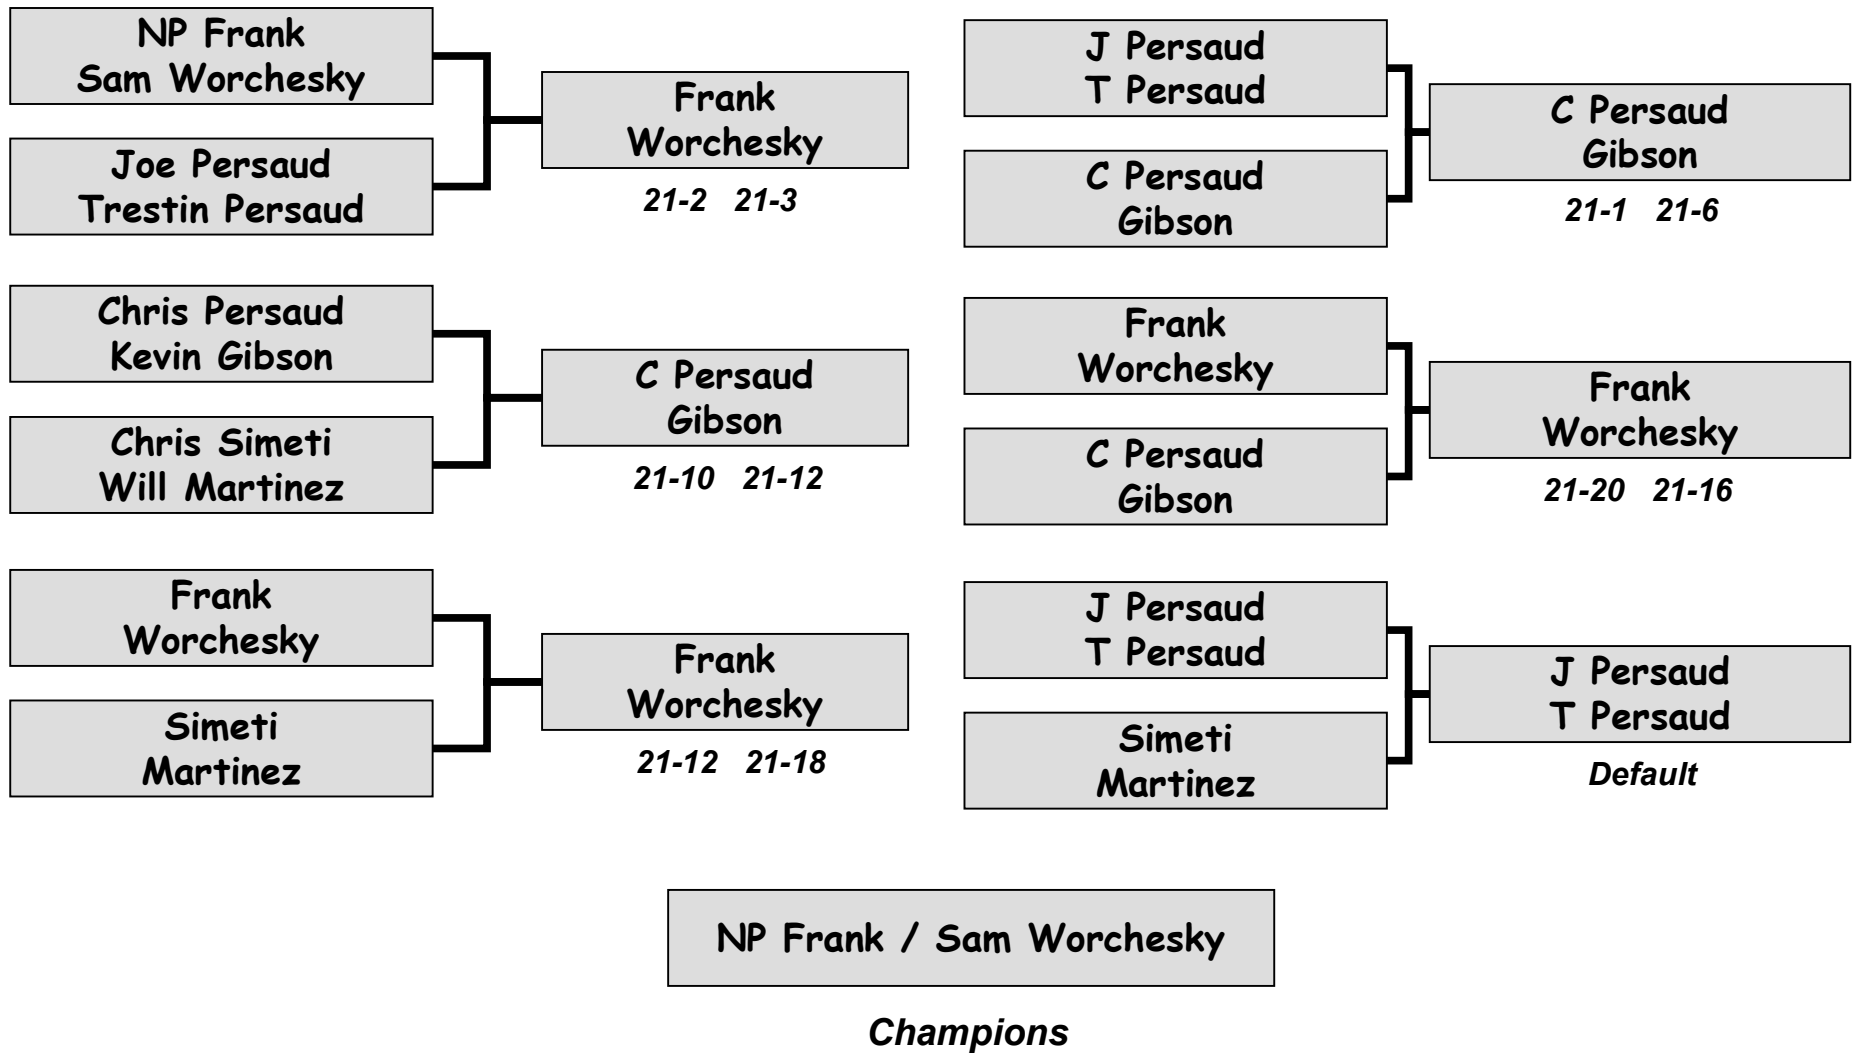 NP Frank
Sam Worchesky
Joe Persaud
Trestin Persaud
Frank
Worchesky
21-2 21-3
Chris Persaud
Kevin Gibson
Chris Simeti
Will Martinez
C Persaud
Gibson
21-10 21-12
Frank
Worchesky
Simeti
Martinez
Frank
Worchesky
21-12 21-18
J Persaud
T Persaud
C Persaud
Gibson
C Persaud
Gibson
21-1 21-6
Frank
Worchesky
C Persaud
Gibson
Frank
Worchesky
21-20 21-16
J Persaud
T Persaud
Simeti
Martinez
J Persaud
T Persaud
Default
NP Frank / Sam Worchesky
Champions